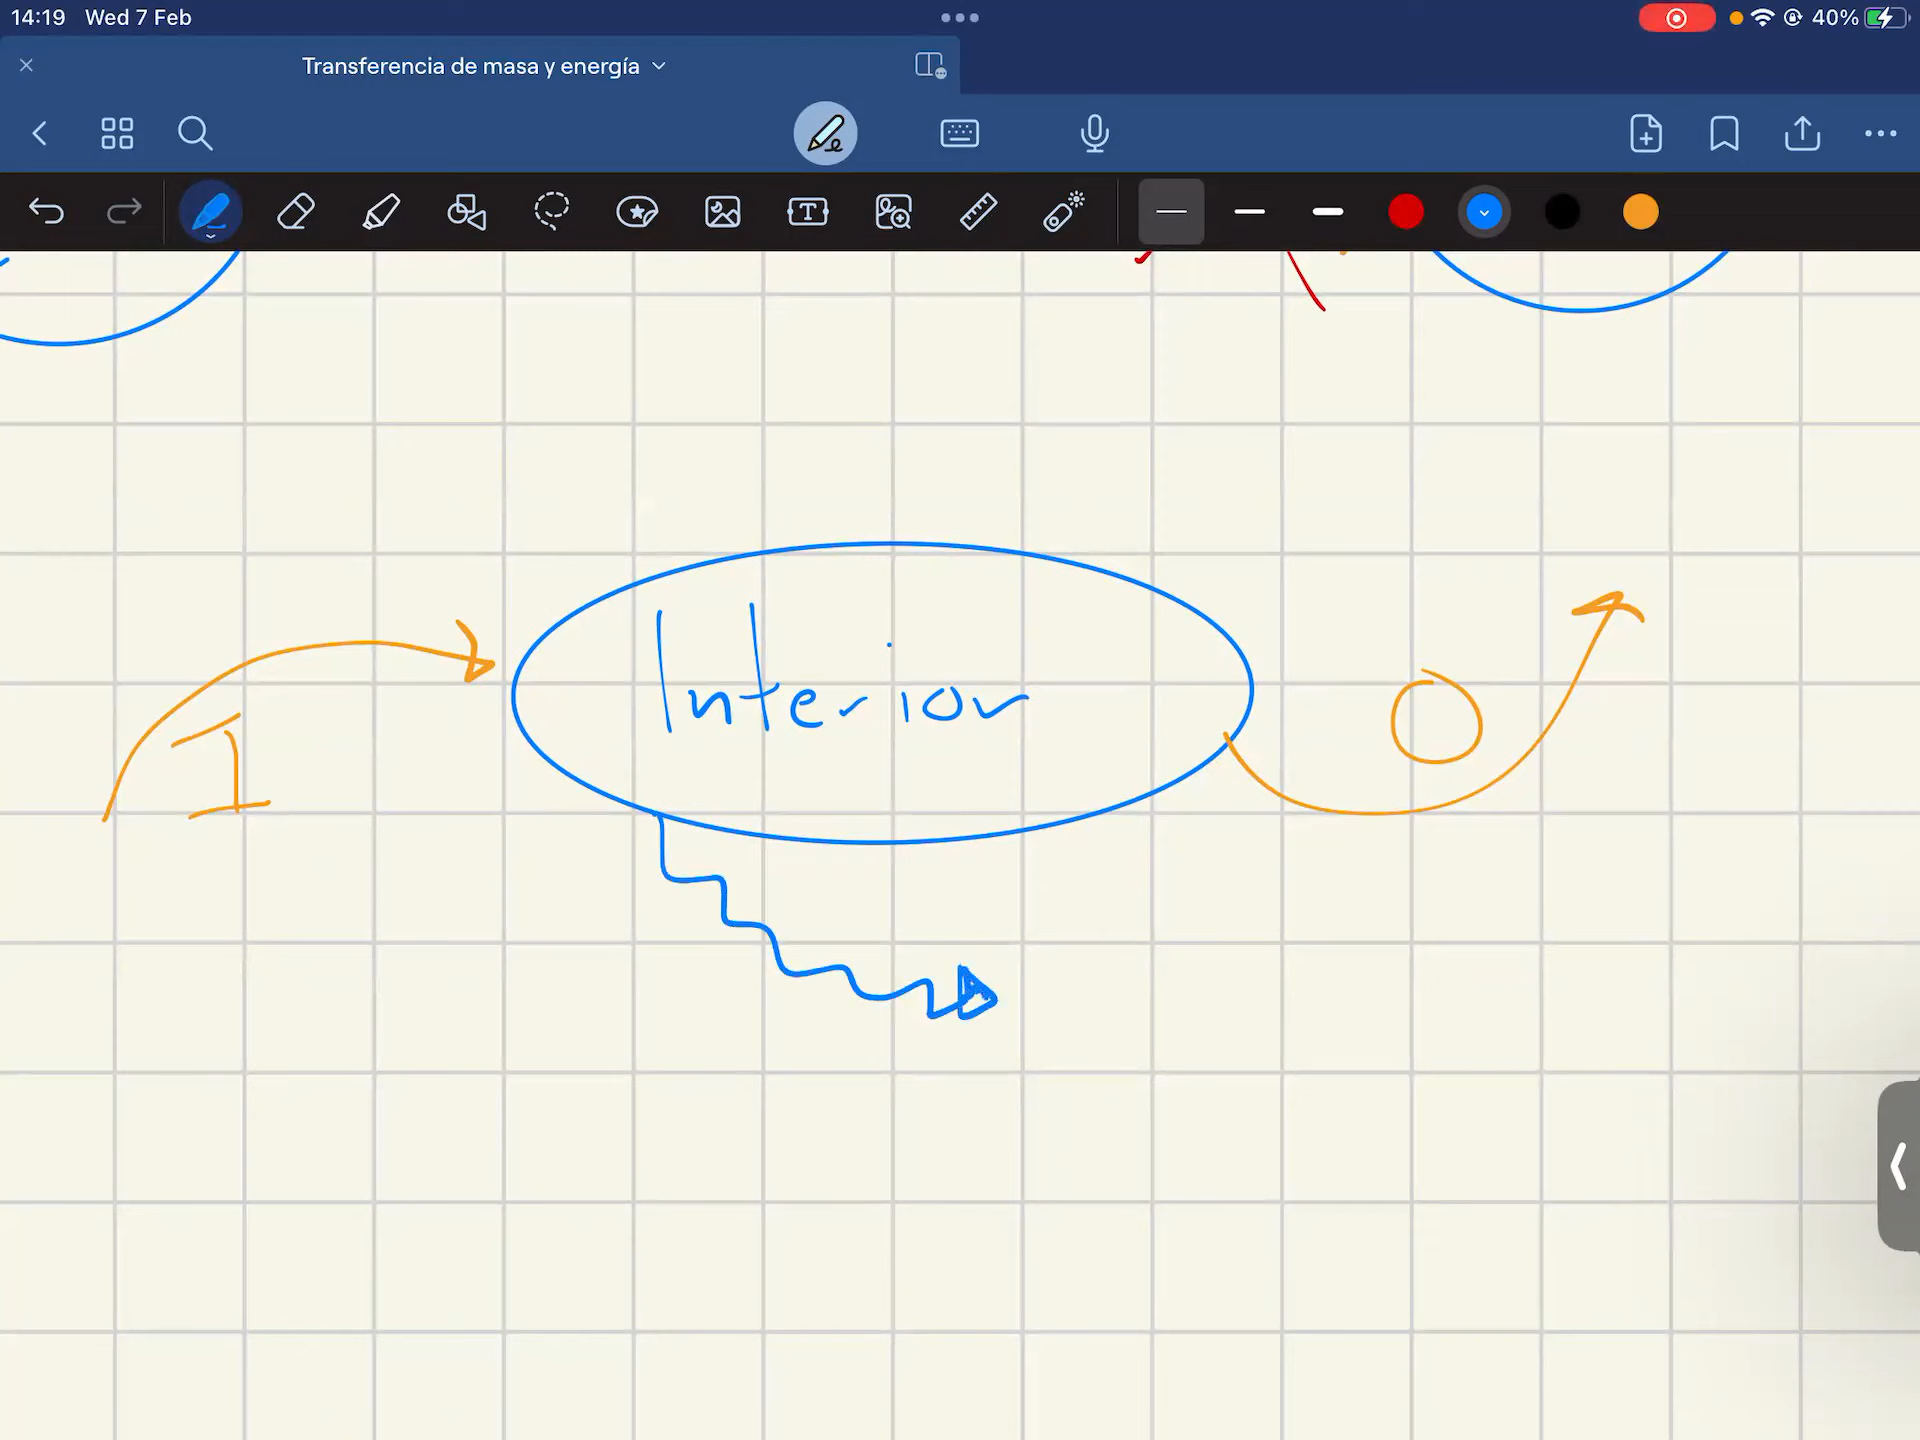 14:19 Wed 7 Feb 40%
Transferencia de masa y energía
Interior
I
O